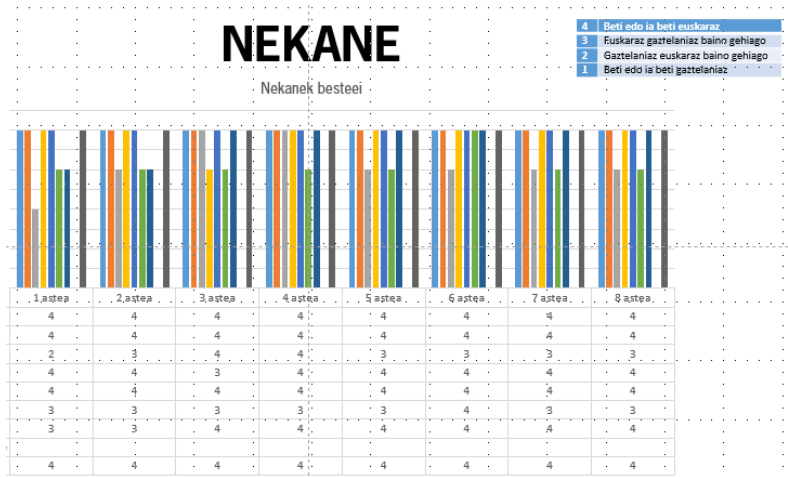 NEKANE
4 Beti edo ia beti euskaraz
3 Euskaraz gaztelaniaz baino gehiago
2 Gaztelaniaz euskaraz baino gehiago
1 Beti edo ia beti gaztelaniaz
Nekanek besteei
1. astea 2. astea 3. astea 4. astea 5. astea 6. astea 7. astea 8. astea
4 4 4 4 4 4 4 4
4 4 4 4 4 4 4 4
2 3 4 4 3 3 3 3
4 4 3 4 4 4 4 4
4 4 4 4 4 4 4 4
3 3 3 3 3 4 3 3
3 3 4 4 4 4 4 4
4 4 4 4 4 4 4 4